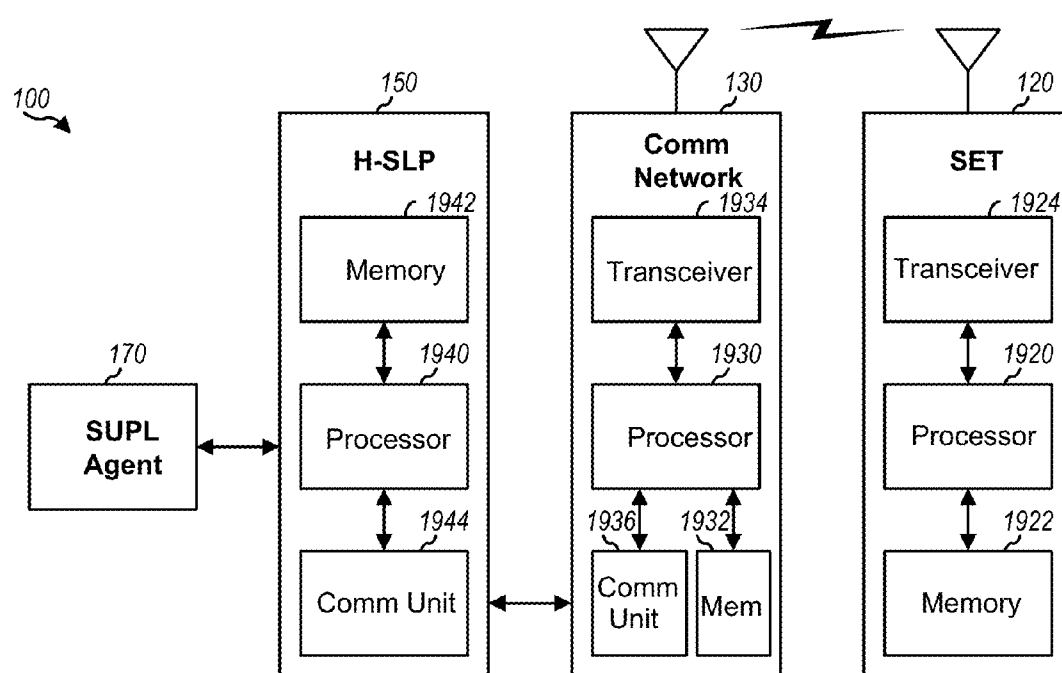 100
150
130
120
H-SLP
Comm
Network
SET
1942
1934
1924
Memory
Transceiver
Transceiver
170
1940
1930
1920
SUPL
Agent
Processor
Processor
Processor
1944
1936
1932
1922
Comm Unit
Comm
Unit
Mem
Memory